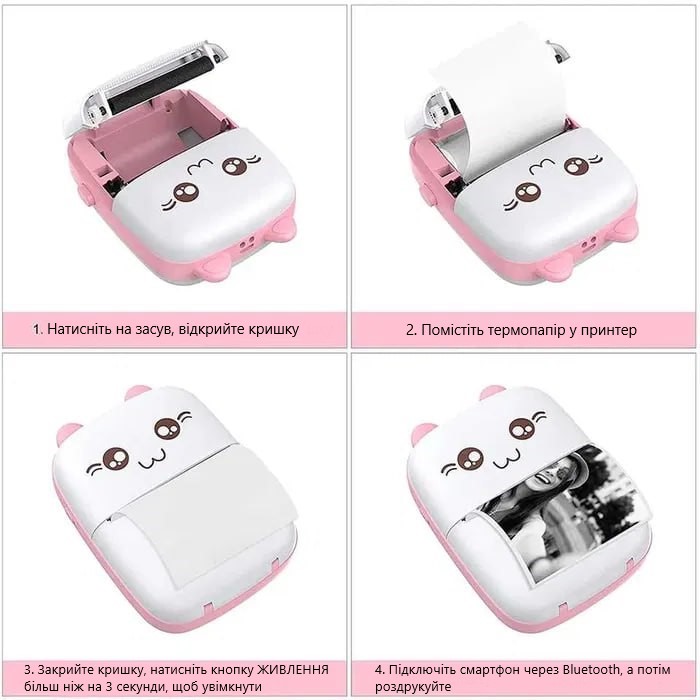 1. Натисніть на засув, відкрийте кришку
2. Помістіть термопапір у принтер
3. Закрийте кришку, натисніть кнопку ЖИВЛЕННЯ
більш ніж на 3 секунди, щоб увімкнути
4. Підключіть смартфон через Bluetooth, а потім
роздрукуйте